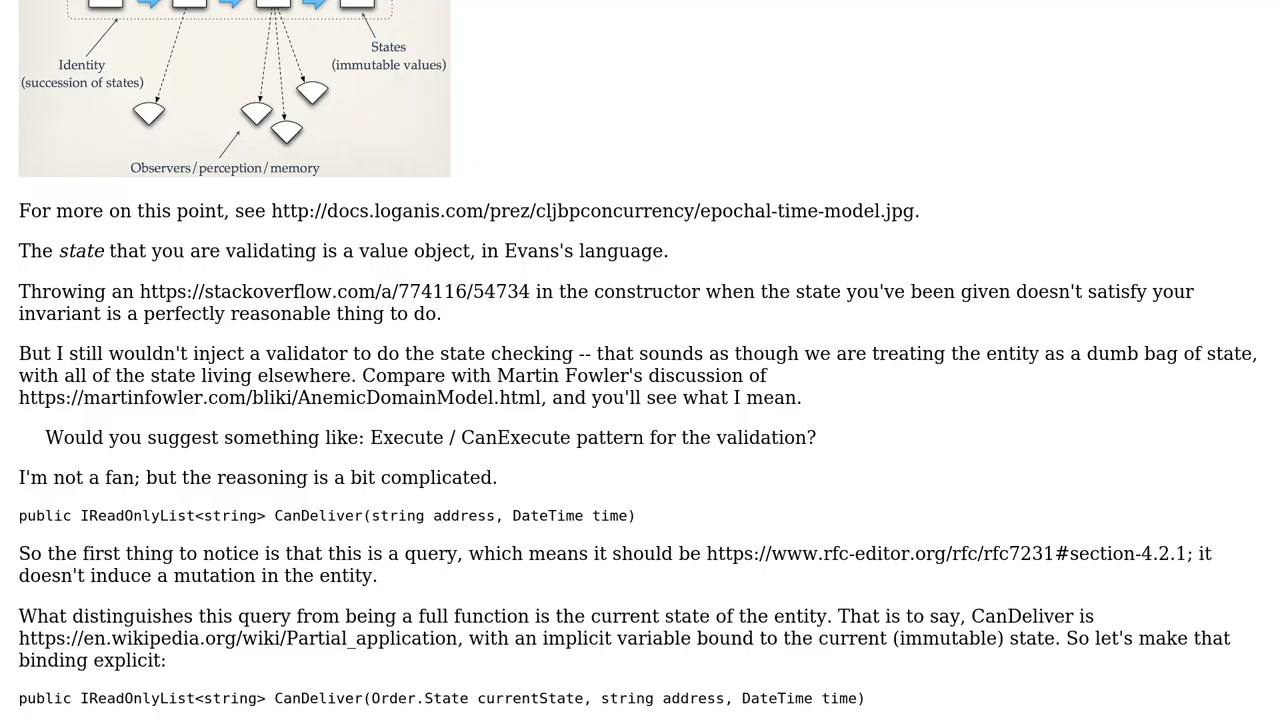 States
Identity
(immutable values)
(succession of states)
Observers/perception/memory
For more on this point, see http://docs.loganis.com/prez/cljbpconcurrency/epochal-time-model.jpg.
The state that you are validating is a value object, in Evans's language.
Throwing an https://stackoverflow.com/a/774116/54734 in the constructor when the state you've been given doesn't satisfy your
invariant is a perfectly reasonable thing to do.
But I still wouldn't inject a validator to do the state checking -- that sounds as though we are treating the entity as a dumb bag of state,
with all of the state living elsewhere. Compare with Martin Fowler's discussion of
https://martinfowler.com/bliki/AnemicDomainModel.html, and you'll see what I mean.
Would you suggest something like: Execute / CanExecute pattern for the validation?
I'm not a fan; but the reasoning is a bit complicated.
public IReadOnlyList<string> CanDeliver(string address, DateTime time)
So the first thing to notice is that this is a query, which means it should be https://www.rfc-editor.org/rfc/rfc7231#section-4.2.1; it
doesn't induce a mutation in the entity.
What distinguishes this query from being a full function is the current state of the entity. That is to say, CanDeliver is
https://en.wikipedia.org/wiki/Partial_application, with an implicit variable bound to the current (immutable) state. So let's make that
binding explicit:
public IReadOnlyList<string> CanDeliver(Order.State currentState, string address, DateTime time)